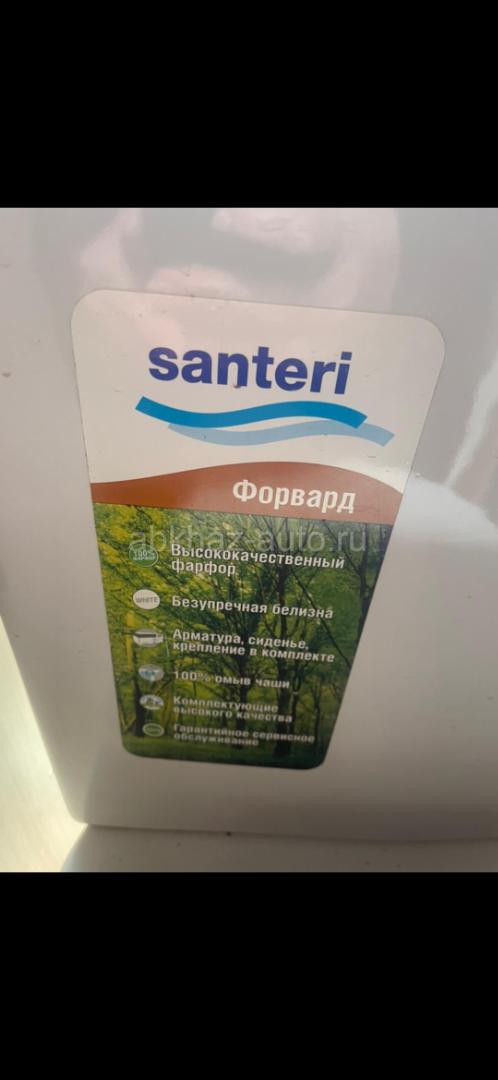 santeri
Форвард
abkhaz-auto.ru
100%
Высококачественный
фарфор
WHITE
Безупречная белизна
Арматура, сиденье,
крепление в комплекте
100% омыв чаши
Комплектующие
высокого качества
Гарантийное сервисное
обслуживание